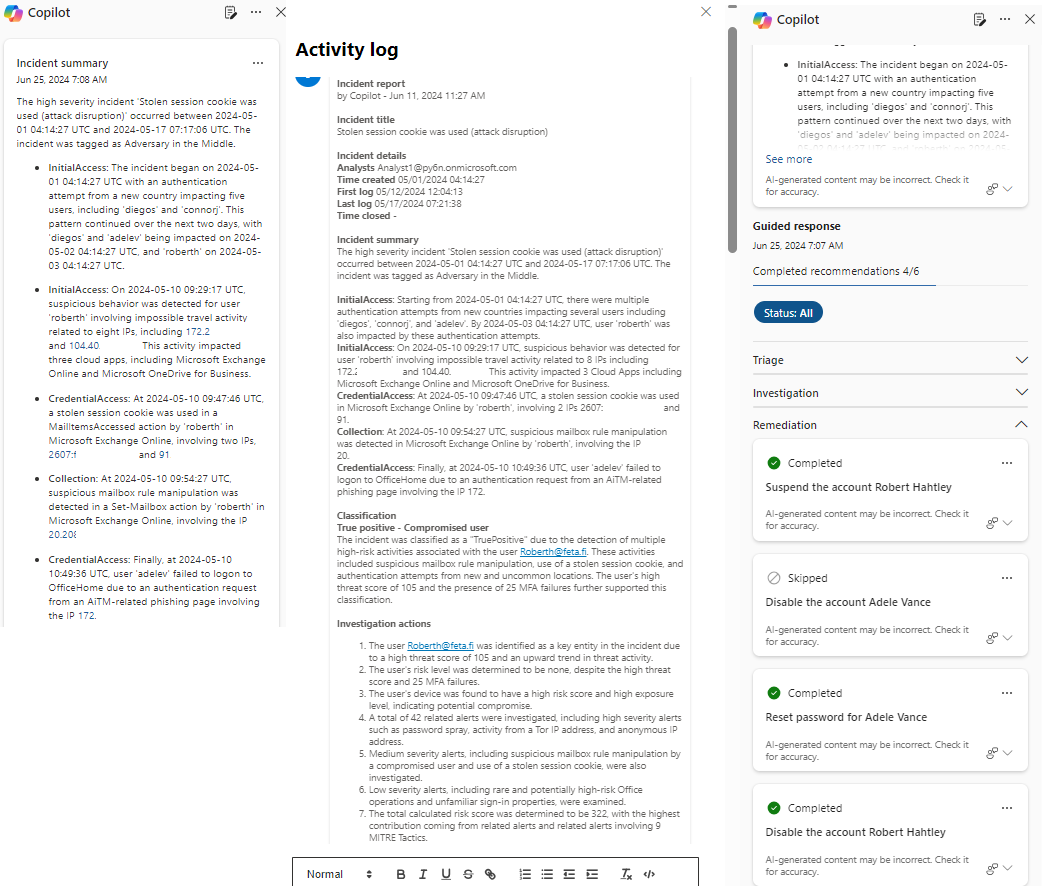 Copilot
Incident summary
Jun 25, 2024 7:08 AM
The high severity incident 'Stolen session cookie was
used (attack disruption)' occurred between 2024-05-
01 04:14:27 UTC and 2024-05-17 07:17:06 UTC. The
incident was tagged as Adversary in the Middle.
• InitialAccess: The incident began on 2024-05-
01 04:14:27 UTC with an authentication
attempt from a new country impacting five
users, including 'diegos' and 'connorj'. This
pattern continued over the next two days, with
'diegos' and 'adelev' being impacted on 2024-
05-02 04:14:27 UTC, and 'roberth' on 2024-05-
03 04:14:27 UTC.
• InitialAccess: On 2024-05-10 09:29:17 UTC,
suspicious behavior was detected for user
'roberth' involving impossible travel activity
related to eight IPs, including 172.2
and 104.40 This activity impacted
three cloud apps, including Microsoft Exchange
Online and Microsoft OneDrive for Business.
• CredentialAccess: At 2024-05-10 09:47:46 UTC,
a stolen session cookie was used in a
MailItemsAccessed action by 'roberth' in
Microsoft Exchange Online, involving two IPs,
2607:f and 91
• Collection: At 2024-05-10 09:54:27 UTC,
suspicious mailbox rule manipulation was
detected in a Set-Mailbox action by 'roberth' in
Microsoft Exchange Online, involving the IP
20.208
• CredentialAccess: Finally, at 2024-05-10
10:49:36 UTC, user 'adelev' failed to logon to
OfficeHome due to an authentication request
from an AiTM-related phishing page involving
the IP 172.
Activity log
Incident report
by Copilot - Jun 11, 2024 11:27 AM
Incident title
Stolen session cookie was used (attack disruption)
Incident details
Analysts Analyst1@py6n.onmicrosoft.com
Time created 05/01/2024 04:14:27
First log 05/12/2024 12:04:13
Last log 05/17/2024 07:21:38
Time closed -
Incident summary
The high severity incident 'Stolen session cookie was used (attack disruption)'
occurred between 2024-05-01 04:14:27 UTC and 2024-05-17 07:17:06 UTC. The
incident was tagged as Adversary in the Middle.
InitialAccess: Starting from 2024-05-01 04:14:27 UTC, there were multiple
authentication attempts from new countries impacting several users including
'diegos', 'connorj', and 'adelev'. By 2024-05-03 04:14:27 UTC, user 'roberth' was
also impacted by these authentication attempts.
InitialAccess: On 2024-05-10 09:29:17 UTC, suspicious behavior was detected for
user 'roberth' involving impossible travel activity related to 8 IPs including
172.2 and 104.40. This activity impacted 3 Cloud Apps including
Microsoft Exchange Online and Microsoft OneDrive for Business.
CredentialAccess: At 2024-05-10 09:47:46 UTC, a stolen session cookie was used
in Microsoft Exchange Online by 'roberth', involving 2 IPs 2607: and
91.
Collection: At 2024-05-10 09:54:27 UTC, suspicious mailbox rule manipulation
was detected in Microsoft Exchange Online by 'roberth', involving the IP
20.
CredentialAccess: Finally, at 2024-05-10 10:49:36 UTC, user 'adelev' failed to
logon to OfficeHome due to an authentication request from an AiTM-related
phishing page involving the IP 172.
Classification
True positive - Compromised user
The incident was classified as a "TruePositive" due to the detection of multiple
high-risk activities associated with the user Roberth@feta.fi. These activities
included suspicious mailbox rule manipulation, use of a stolen session cookie, and
authentication attempts from new and uncommon locations. The user's high
threat score of 105 and the presence of 25 MFA failures further supported this
classification.
Investigation actions
1. The user Roberth@feta.fi was identified as a key entity in the incident due
to a high threat score of 105 and an upward trend in threat activity.
2. The user's risk level was determined to be none, despite the high threat
score and 25 MFA failures.
3. The user's device was found to have a high risk score and high exposure
level, indicating potential compromise.
4. A total of 42 related alerts were investigated, including high severity alerts
such as password spray, activity from a Tor IP address, and anonymous IP
address.
5. Medium severity alerts, including suspicious mailbox rule manipulation by
a compromised user and use of a stolen session cookie, were also
investigated.
6. Low severity alerts, including rare and potentially high-risk Office
operations and unfamiliar sign-in properties, were examined.
7. The total calculated risk score was determined to be 322, with the highest
contribution coming from related alerts and related alerts involving 9
MITRE Tactics.
Normal B I U S
Copilot
• InitialAccess: The incident began on 2024-05-
01 04:14:27 UTC with an authentication
attempt from a new country impacting five
users, including 'diegos' and 'connorj'. This
pattern continued over the next two days, with
'diegos' and 'adelev' being impacted on 2024-
See more
AI-generated content may be incorrect. Check it
for accuracy.
Guided response
Jun 25, 2024 7:07 AM
Completed recommendations 4/6
Status: All
Triage
Investigation
Remediation
Completed
Suspend the account Robert Hahtley
AI-generated content may be incorrect. Check it
for accuracy.
Skipped
Disable the account Adele Vance
AI-generated content may be incorrect. Check it
for accuracy.
Completed
Reset password for Adele Vance
AI-generated content may be incorrect. Check it
for accuracy.
Completed
Disable the account Robert Hahtley
AI-generated content may be incorrect. Check it
for accuracy.